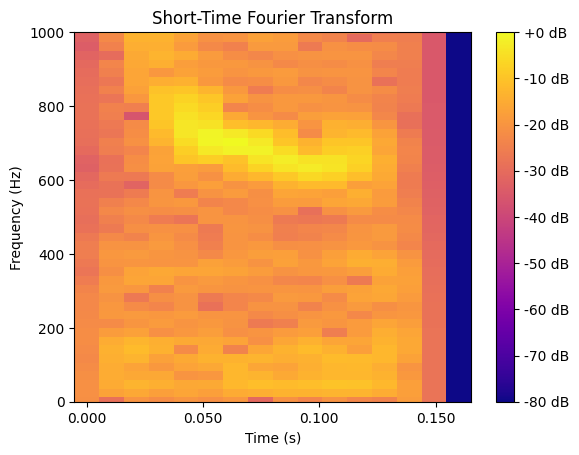 Short-Time Fourier Transform
1000
800
600
400
200
0
Frequency (Hz)
0.000
0.050
0.100
0.150
Time (s)
+0 dB
-10 dB
-20 dB
-30 dB
-40 dB
-50 dB
-60 dB
-70 dB
-80 dB